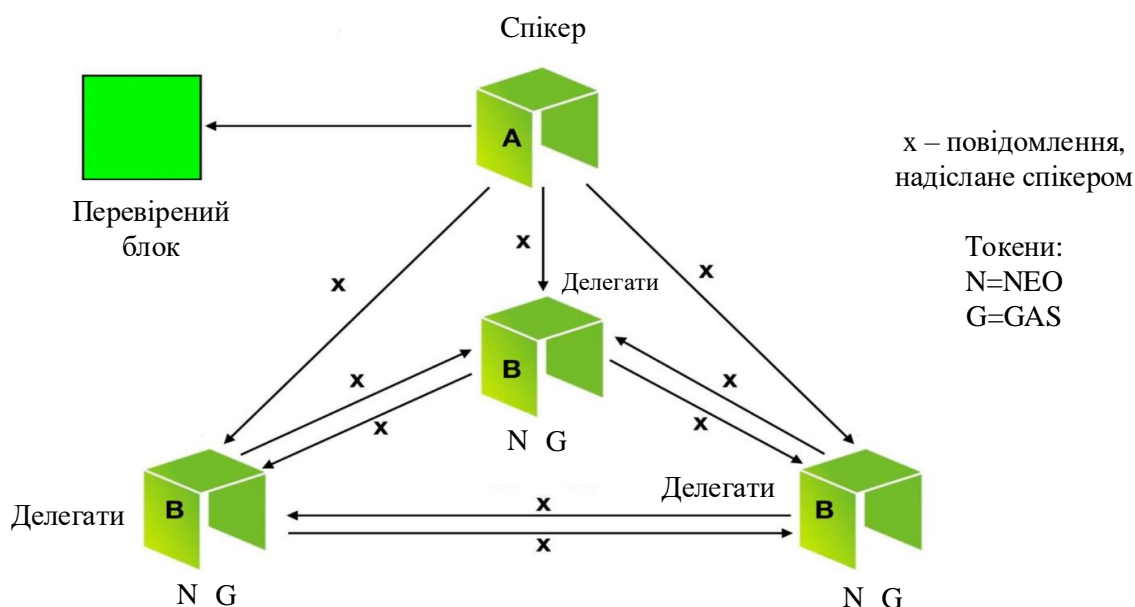 Спікер
A
Перевірений
блок
x – повідомлення,
надіслане спікером
Токени:
N=NEO
G=GAS
x
x
x
Делегати
B
x
x
x
x
N G
Делегати
B
N G
x
x
Делегати
B
N G